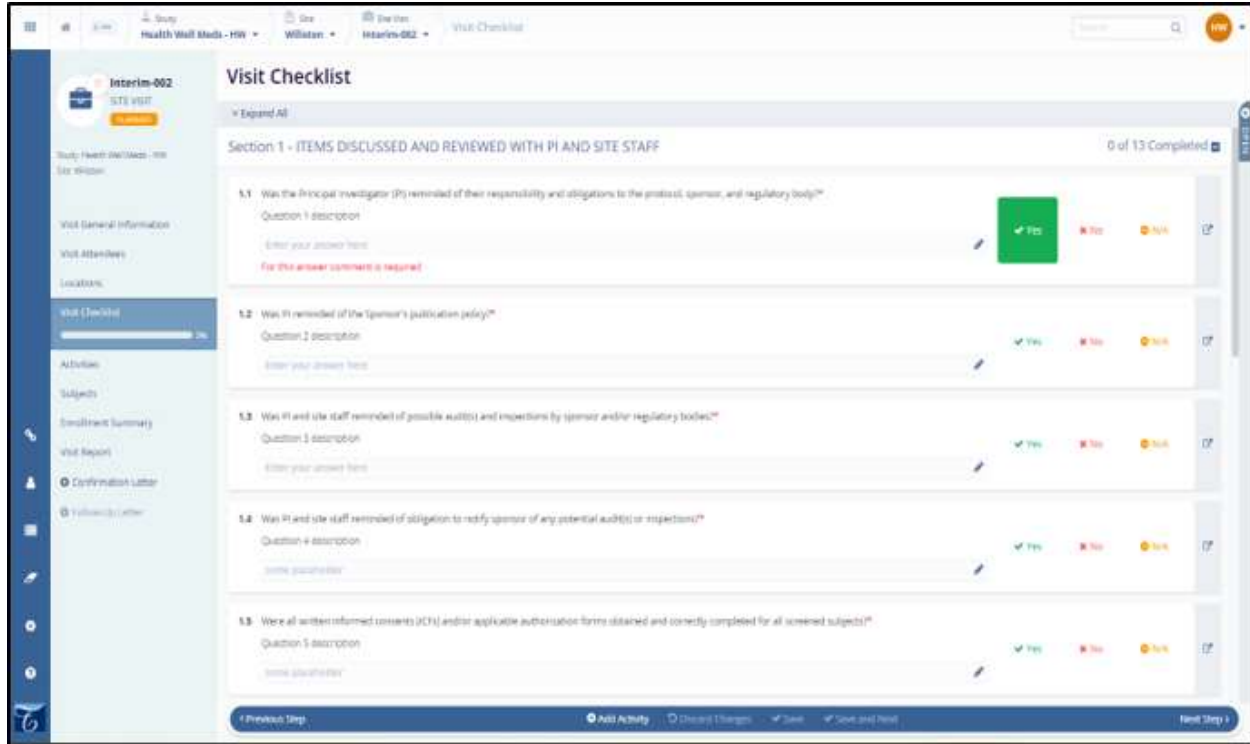 Study
Health Well Meds - HW
Site
Williston
Site Visit
Interim-002
Visit Checklist
Search
HW
Interim-002
SITE VISIT
PLANNED
Study: Health Well Meds - HW
Site: Williston
Visit General Information
Visit Attendees
Locations
Visit Checklist
Activities
Subjects
Enrollment Summary
Visit Report
Confirmation Letter
Follow Up Letter
Visit Checklist
Expand All
OPEN
Section 1 - ITEMS DISCUSSED AND REVIEWED WITH PI AND SITE STAFF
0 of 13 Completed
1.1 Was the Principal Investigator (PI) reminded of their responsibility and obligations to the protocol, sponsor, and regulatory body?*
Question 1 description
Enter your answer here
For this answer comment is required
Yes No N/A
1.2 Was PI reminded of the Sponsor's publication policy?*
Question 2 description
Enter your answer here
Yes No N/A
1.3 Was PI and site staff reminded of possible audit(s) and inspections by sponsor and/or regulatory bodies?*
Question 3 description
Enter your answer here
Yes No N/A
1.4 Was PI and site staff reminded of obligation to notify sponsor of any potential audit(s) or inspections?*
Question 4 description
some placeholder
Yes No N/A
1.5 Were all written informed consents (ICFs) and/or applicable authorization forms obtained and correctly completed for all screened subjects?*
Question 5 description
some placeholder
Yes No N/A
Previous Step
Add Activity
Discard Changes
Save
Save and Next
Next Step